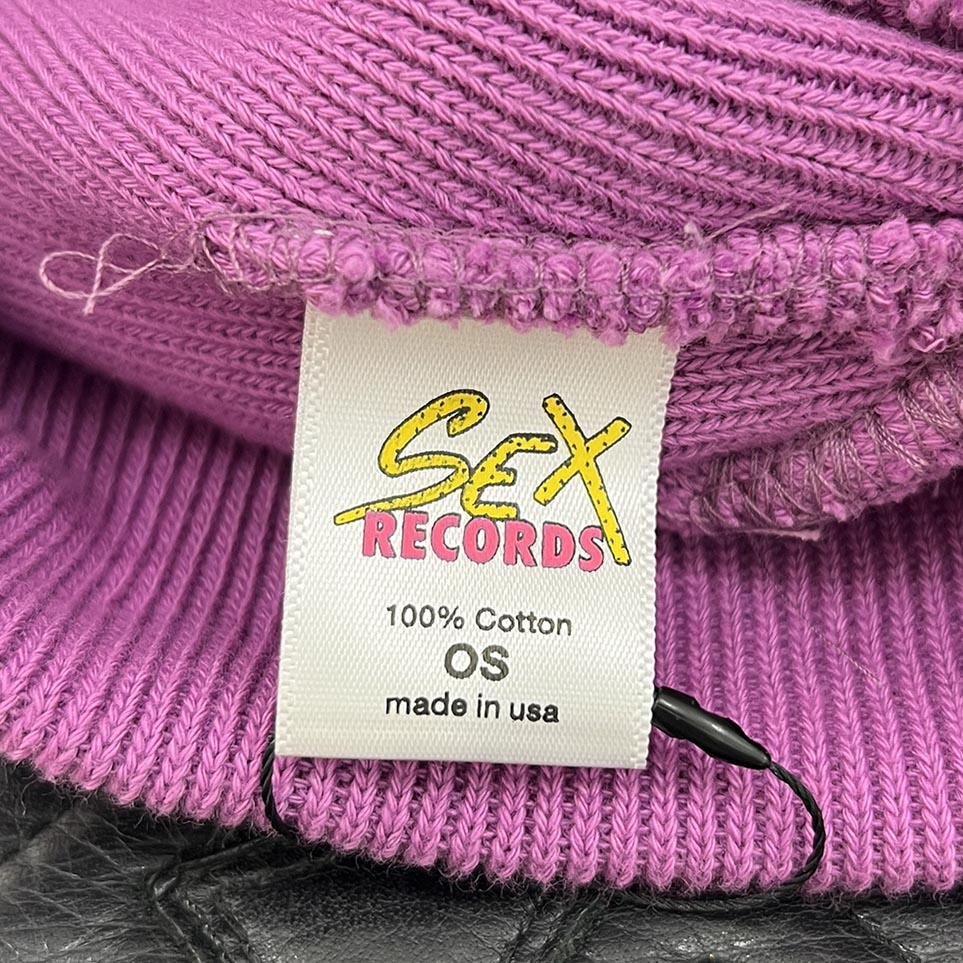 SEX
RECORDS
100% Cotton
OS
made in usa